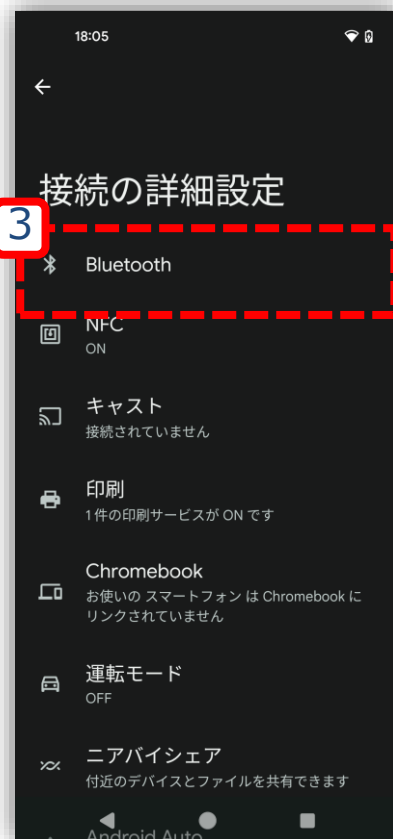 18:05
接続の詳細設定
3
Bluetooth
NFC
ON
キャスト
接続されていません
印刷
1件の印刷サービスが ON です
Chromebook
お使いの スマートフォン は Chromebook に
リンクされていません
運転モード
OFF
ニアバイシェア
付近のデバイスとファイルを共有できます
Android Auto